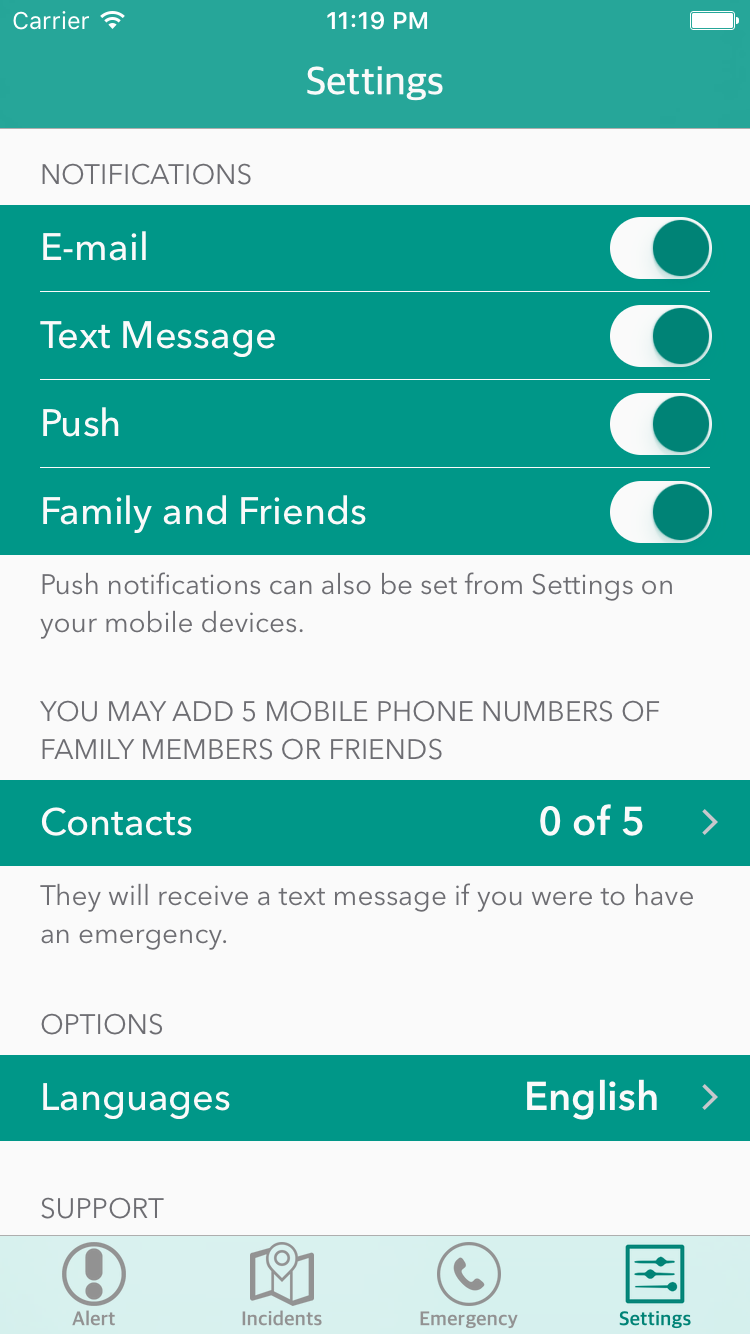 Carrier 11:19 PM
Settings
NOTIFICATIONS
E-mail
Text Message
Push
Family and Friends
Push notifications can also be set from Settings on
your mobile devices.
YOU MAY ADD 5 MOBILE PHONE NUMBERS OF
FAMILY MEMBERS OR FRIENDS
Contacts 0 of 5
They will receive a text message if you were to have
an emergency.
OPTIONS
Languages English
SUPPORT
Alert Incidents Emergency Settings